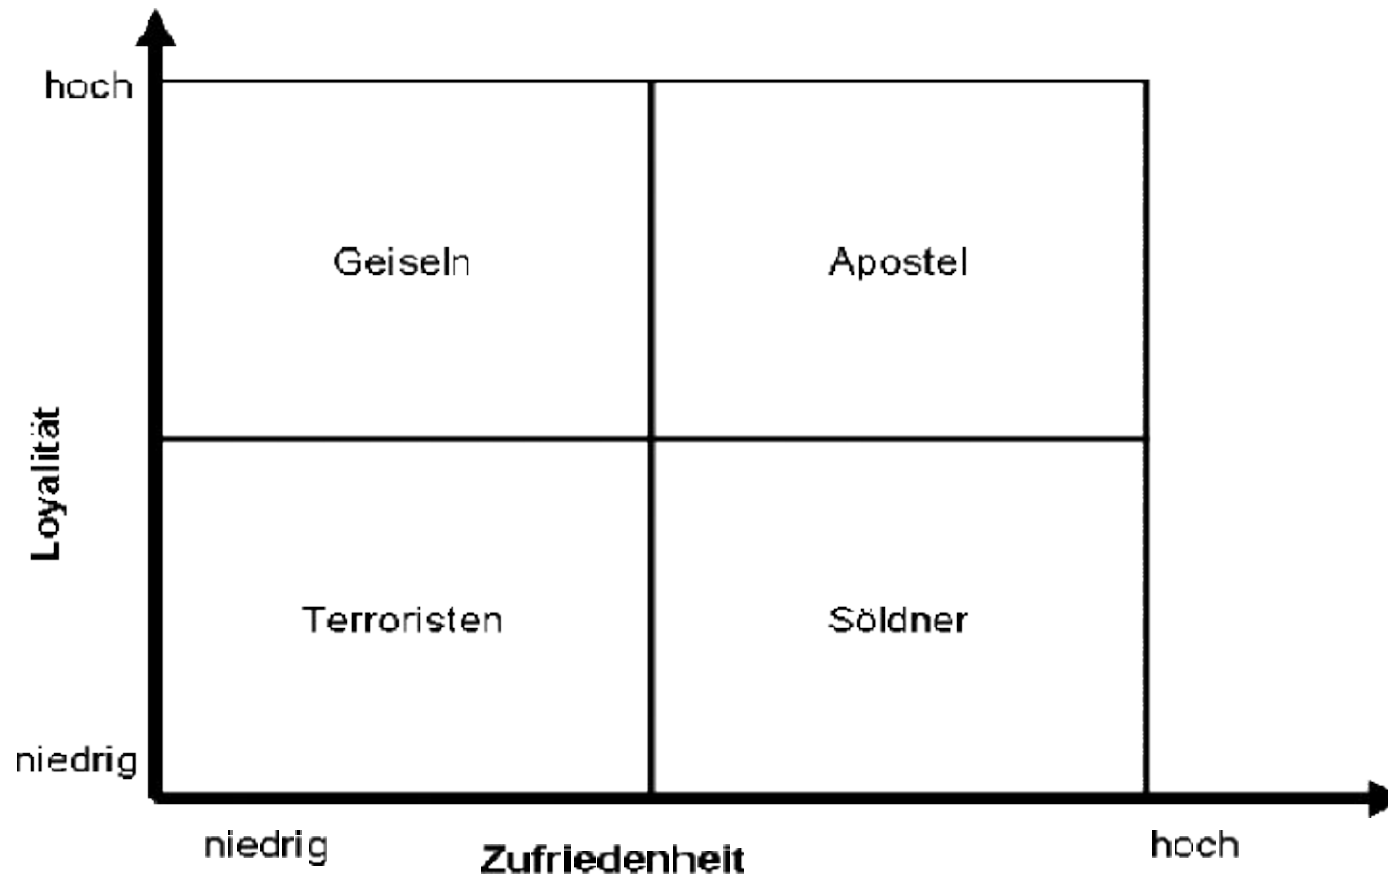 hoch
Geiseln
Apostel
Loyalität
Terroristen
Söldner
niedrig
niedrig
Zufriedenheit
hoch